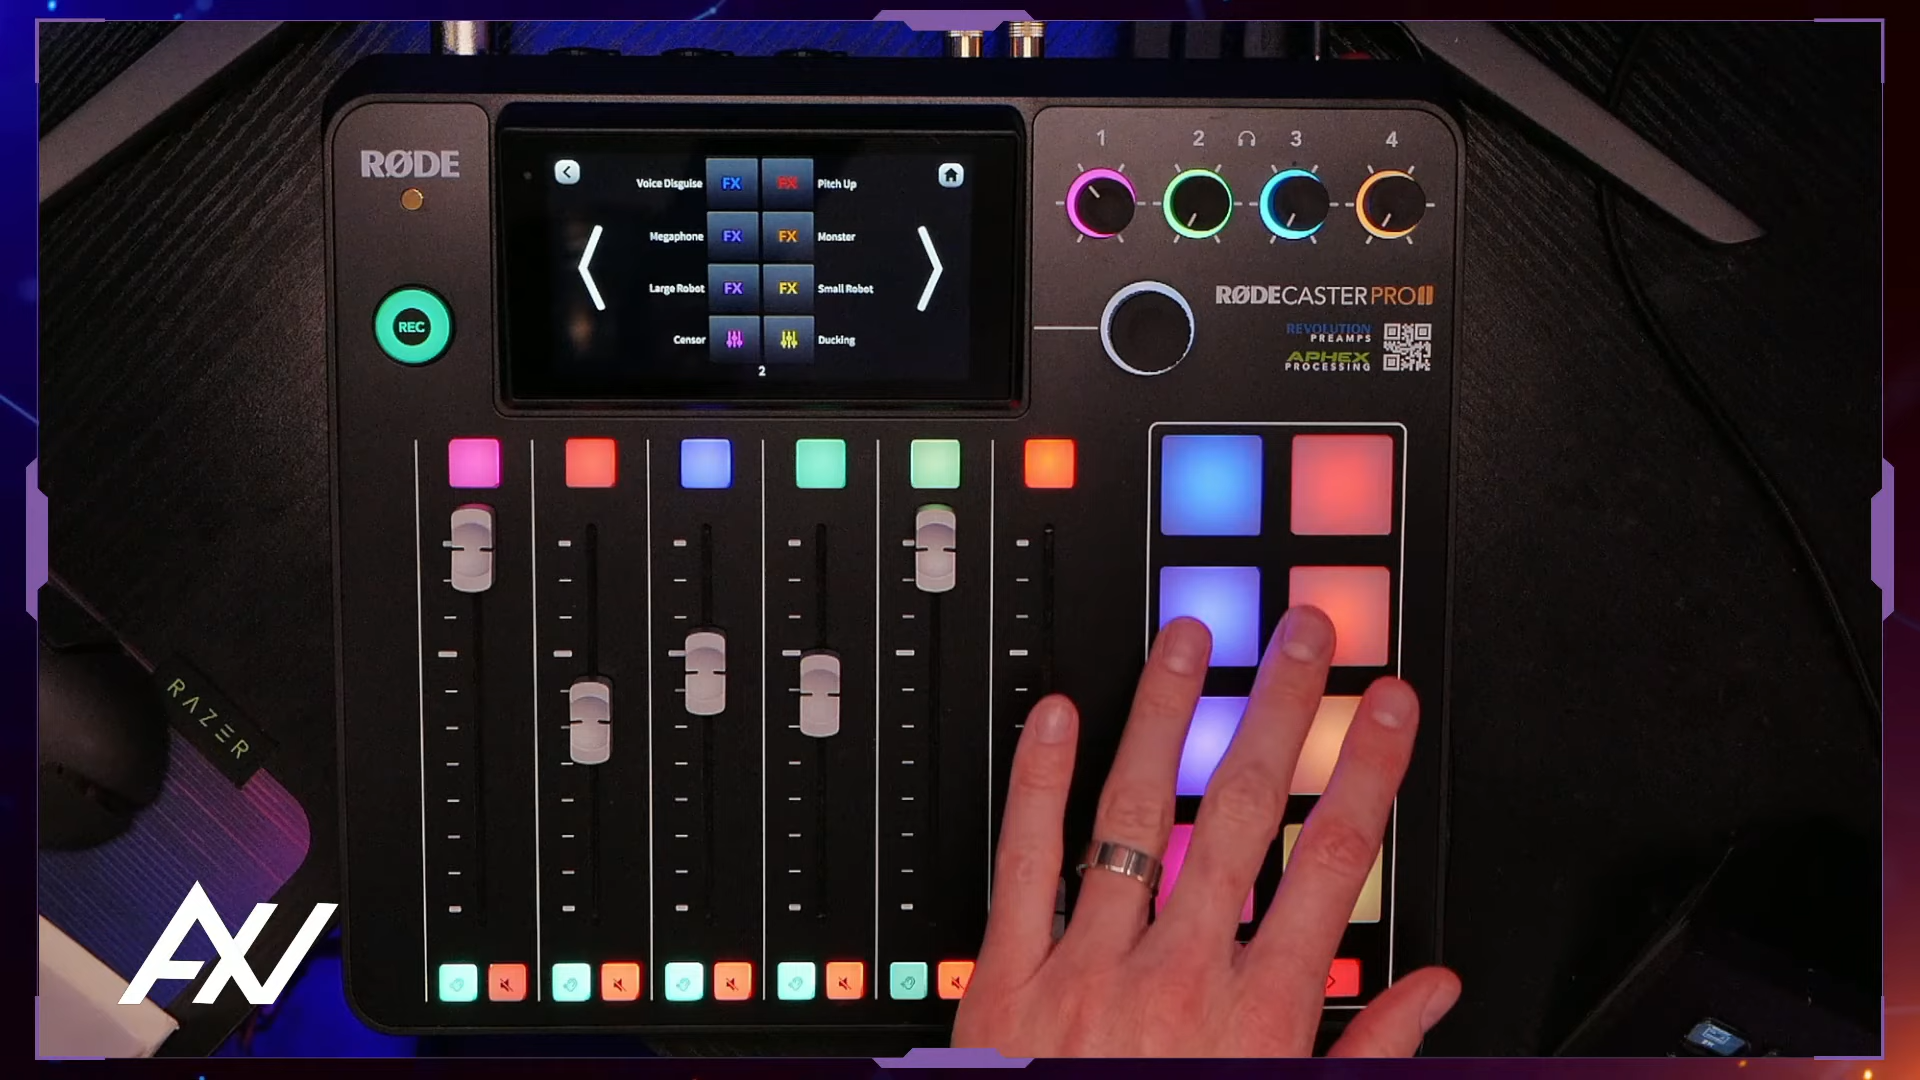 RØDE
REC
Voice Disguise FX FX Pitch Up
Megaphone FX FX Monster
Large Robot FX FX Small Robot
Censor Ducking
2
1 2 3 4
RØDECASTER PRO II
REVOLUTION
PREAMPS
APHEX
PROCESSING
RAZER